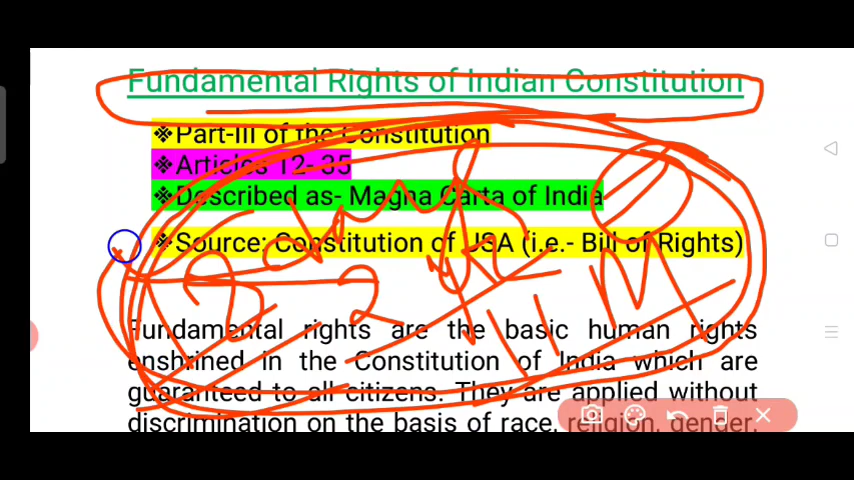 Fundamental Rights of Indian Constitution
❖Part-III of the Constitution
❖Articles 12- 35
❖Described as- Magna Carta of India
❖Source: Constitution of USA (i.e.- Bill of Rights)
Fundamental rights are the basic human rights
enshrined in the Constitution of India which are
guaranteed to all citizens. They are applied without
discrimination on the basis of race, religion, gender,